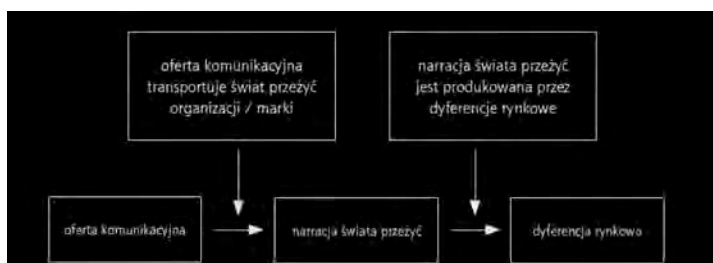 oferta komunikacyjna
transportuje świat przeżyć
organizacji / marki
narracja świata przeżyć
jest produkowana przez
dyferencje rynkowe
oferta komunikacyjna
narracja świata przeżyć
dyferencja rynkowa